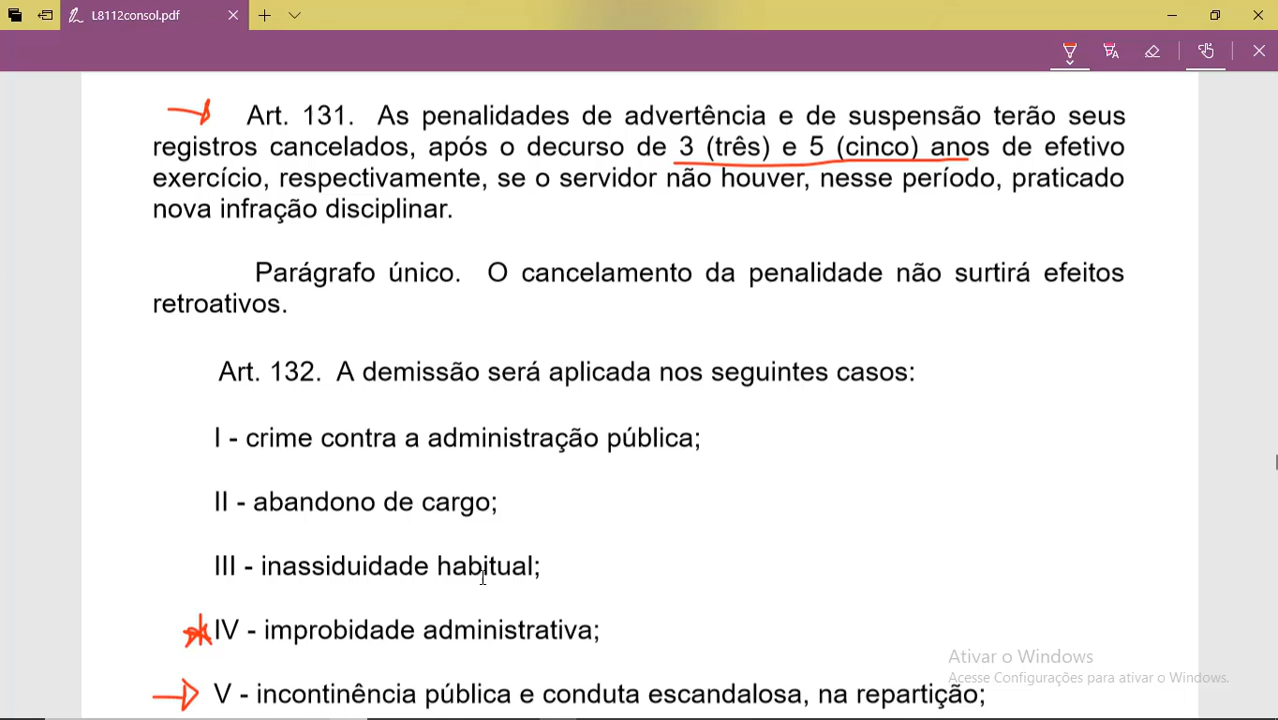 L8112consol.pdf
Art. 131. As penalidades de advertência e de suspensão terão seus
registros cancelados, após o decurso de 3 (três) e 5 (cinco) anos de efetivo
exercício, respectivamente, se o servidor não houver, nesse período, praticado
nova infração disciplinar.
Parágrafo único. O cancelamento da penalidade não surtirá efeitos
retroativos.
Art. 132. A demissão será aplicada nos seguintes casos:
I - crime contra a administração pública;
II - abandono de cargo;
III - inassiduidade habitual;
IV - improbidade administrativa;
V - incontinência pública e conduta escandalosa, na repartição;
Ativar o Windows
Acesse Configurações para ativar o Windows.